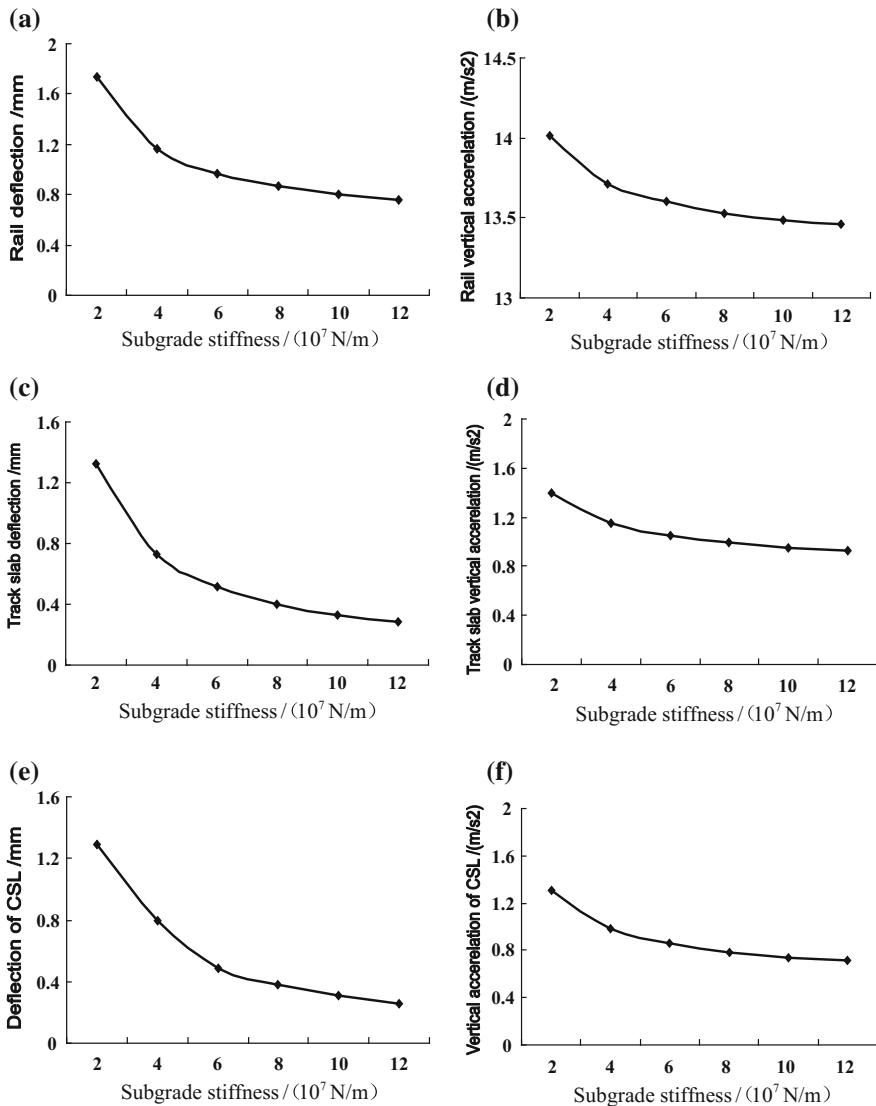 (a)
Rail deflection /mm
2
1.6
1.2
0.8
0.4
0
2 4 6 8 10 12
Subgrade stiffness / (10⁷ N/m)
(b)
Rail vertical accerelation /(m/s2)
14.5
14
13.5
13
2 4 6 8 10 12
Subgrade stiffness / (10⁷ N/m)
(c)
Track slab deflection /mm
1.6
1.2
0.8
0.4
0
2 4 6 8 10 12
Subgrade stiffness / (10⁷ N/m)
(d)
Track slab vertical accerelation /(m/s2)
2
1.6
1.2
0.8
0.4
0
2 4 6 8 10 12
Subgrade stiffness / (10⁷ N/m)
(e)
Deflection of CSL /mm
1.6
1.2
0.8
0.4
0
2 4 6 8 10 12
Subgrade stiffness / (10⁷ N/m)
(f)
Vertical accerelation of CSL /(m/s2)
2
1.6
1.2
0.8
0.4
0
2 4 6 8 10 12
Subgrade stiffness / (10⁷ N/m)